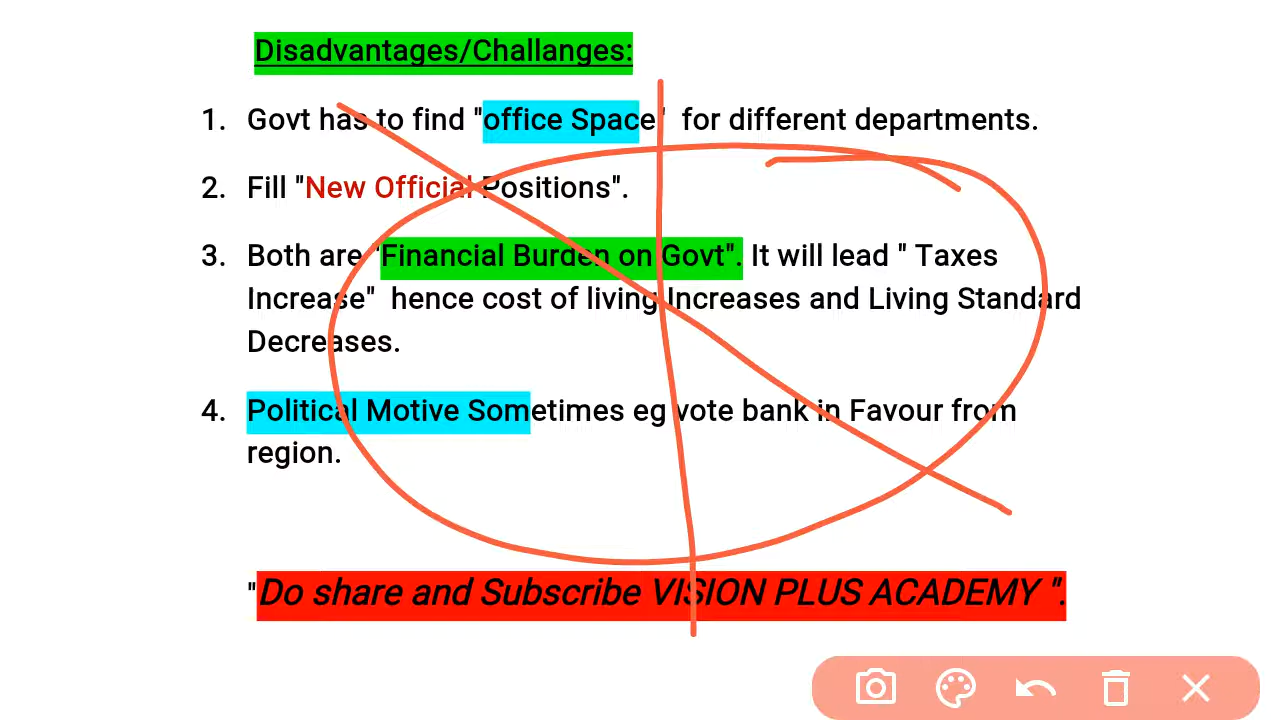 Disadvantages/Challanges:
1. Govt has to find "office Space" for different departments.
2. Fill "New Official Positions".
3. Both are "Financial Burden on Govt". It will lead " Taxes
Increase" hence cost of living Increases and Living Standard
Decreases.
4. Political Motive Sometimes eg vote bank in Favour from
region.
"Do share and Subscribe VISION PLUS ACADEMY ".